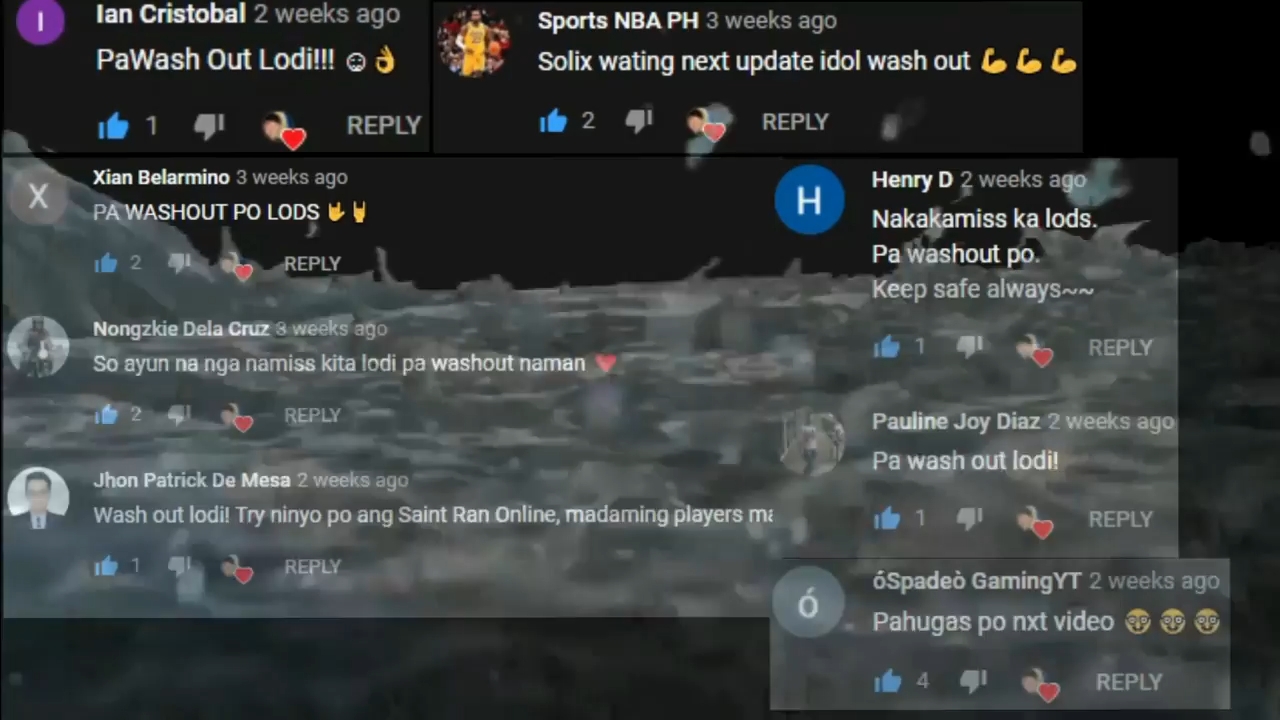 I
Ian Cristobal 2 weeks ago
PaWash Out Lodi!!! ☺👌
1 REPLY
Sports NBA PH 3 weeks ago
Solix wating next update idol wash out 💪💪💪
2 REPLY
X
Xian Belarmino 3 weeks ago
PA WASHOUT PO LODS 🤟🤘
2 REPLY
Nongzkie Dela Cruz 3 weeks ago
So ayun na nga namiss kita lodi pa washout naman ❤
2 REPLY
Jhon Patrick De Mesa 2 weeks ago
Wash out lodi! Try ninyo po ang Saint Ran Online, madaming players ma
1 REPLY
H
Henry D 2 weeks ago
Nakakamiss ka lods.
Pa washout po.
Keep safe always~~
1 REPLY
Pauline Joy Diaz 2 weeks ago
Pa wash out lodi!
1 REPLY
ó
óSpadeò GamingYT 2 weeks ago
Pahugas po nxt video 🤓🤓🤓
4 REPLY